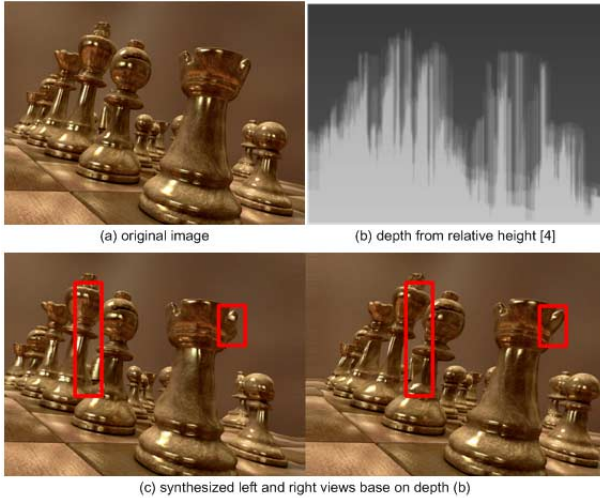 (a) original image
(b) depth from relative height [4]
(c) synthesized left and right views base on depth (b)